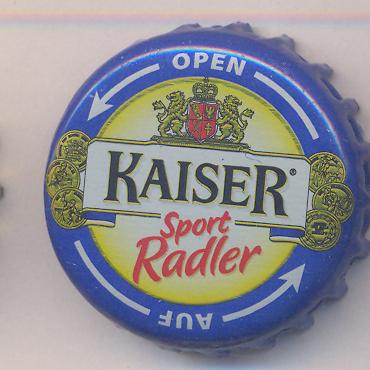 OPEN
KAISER®
Sport
Radler
AUF